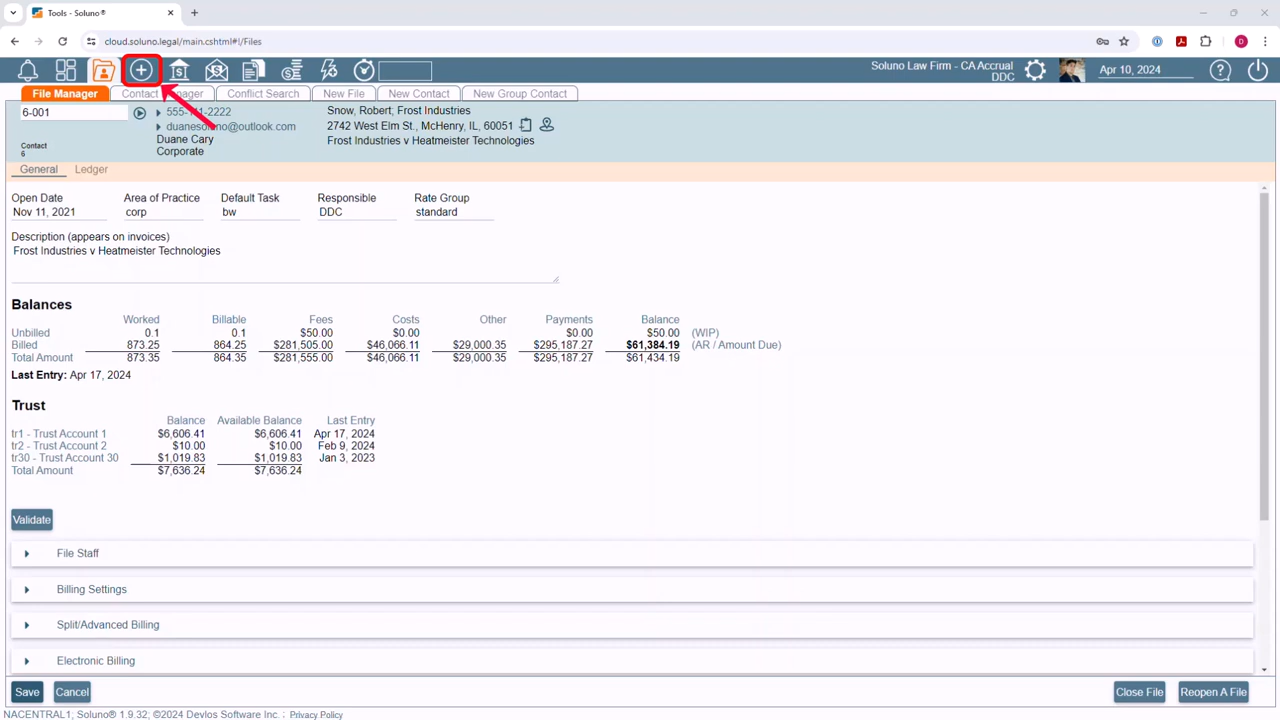 Tools - Soluno®
cloud.soluno.legal/main.cshtml#!/Files
D
Soluno Law Firm - CA Accrual
DDC
Apr 10, 2024
File Manager
Contact
Conflict Search
New File
New Contact
New Group Contact
6-001
Contact
6
duanesoluno@outlook.com
Duane Cary
Corporate
Snow, Robert; Frost Industries
2742 West Elm St., McHenry, IL, 60051
Frost Industries v Heatmeister Technologies
General Ledger
Open Date Area of Practice Default Task Responsible Rate Group
Nov 11, 2021 corp bw DDC standard
Description (appears on invoices)
Frost Industries v Heatmeister Technologies
Balances
Worked Billable Fees Costs Other Payments Balance
Unbilled 0.1 0.1 $50.00 $0.00 $0.00 $50.00 (WIP)
Billed 873.25 864.25 $281,505.00 $46,066.11 $29,000.35 $295,187.27 $61,384.19 (AR / Amount Due)
Total Amount 873.35 864.35 $281,555.00 $46,066.11 $29,000.35 $295,187.27 $61,434.19
Last Entry: Apr 17, 2024
Trust
Balance Available Balance Last Entry
tr1 - Trust Account 1 $6,606.41 $6,606.41 Apr 17, 2024
tr2 - Trust Account 2 $10.00 $10.00 Feb 9, 2024
tr30 - Trust Account 30 $1,019.83 $1,019.83 Jan 3, 2023
Total Amount $7,636.24 $7,636.24
Validate
File Staff
Billing Settings
Split/Advanced Billing
Electronic Billing
Save Cancel Close File Reopen A File
NACENTRAL1, Soluno® 1.9.32; ©2024 Devlos Software Inc. ; Privacy Policy